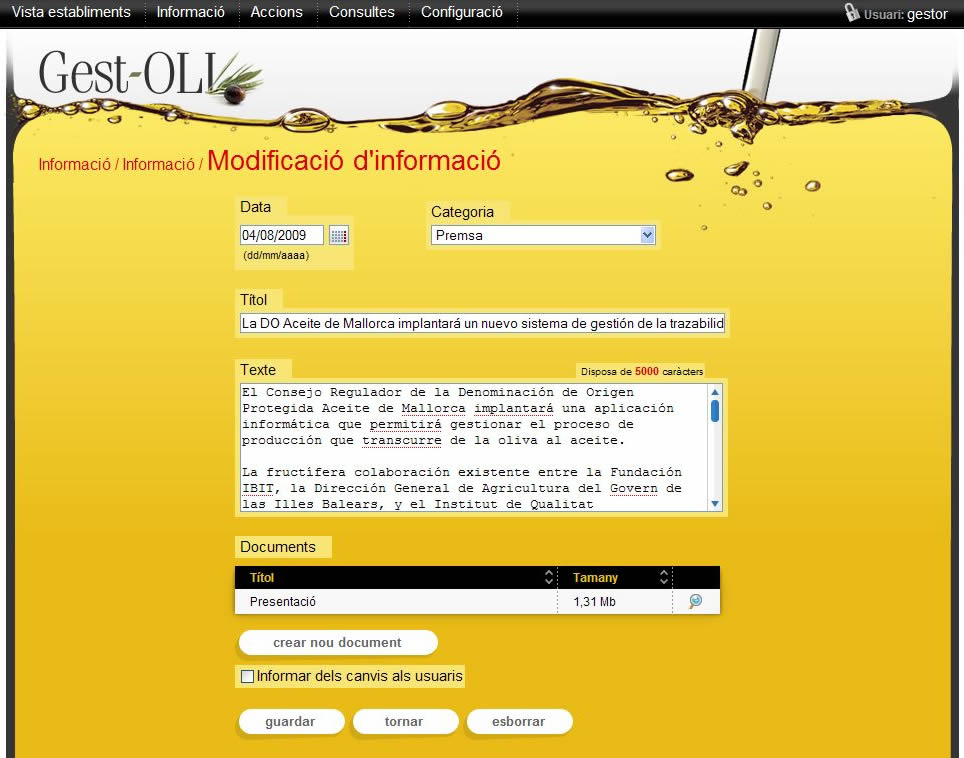 Vista establiments Informació Accions Consultes Configuració Usuari: gestor
Gest-OLI
Informació / Informació / Modificació d'informació
Data
Categoria
04/08/2009
Premsa
(dd/mm/aaaa)
Títol
La DO Aceite de Mallorca implantará un nuevo sistema de gestión de la trazabilid
Texte
Disposa de 5000 caràcters
El Consejo Regulador de la Denominación de Origen
Protegida Aceite de Mallorca implantará una aplicación
informática que permitirá gestionar el proceso de
producción que transcurre de la oliva al aceite.
La fructífera colaboración existente entre la Fundación
IBIT, la Dirección General de Agricultura del Govern de
las Illes Balears, y el Institut de Qualitat
Documents
Títol Tamany
Presentació 1,31 Mb
crear nou document
Informar dels canvis als usuaris
guardar tornar esborrar